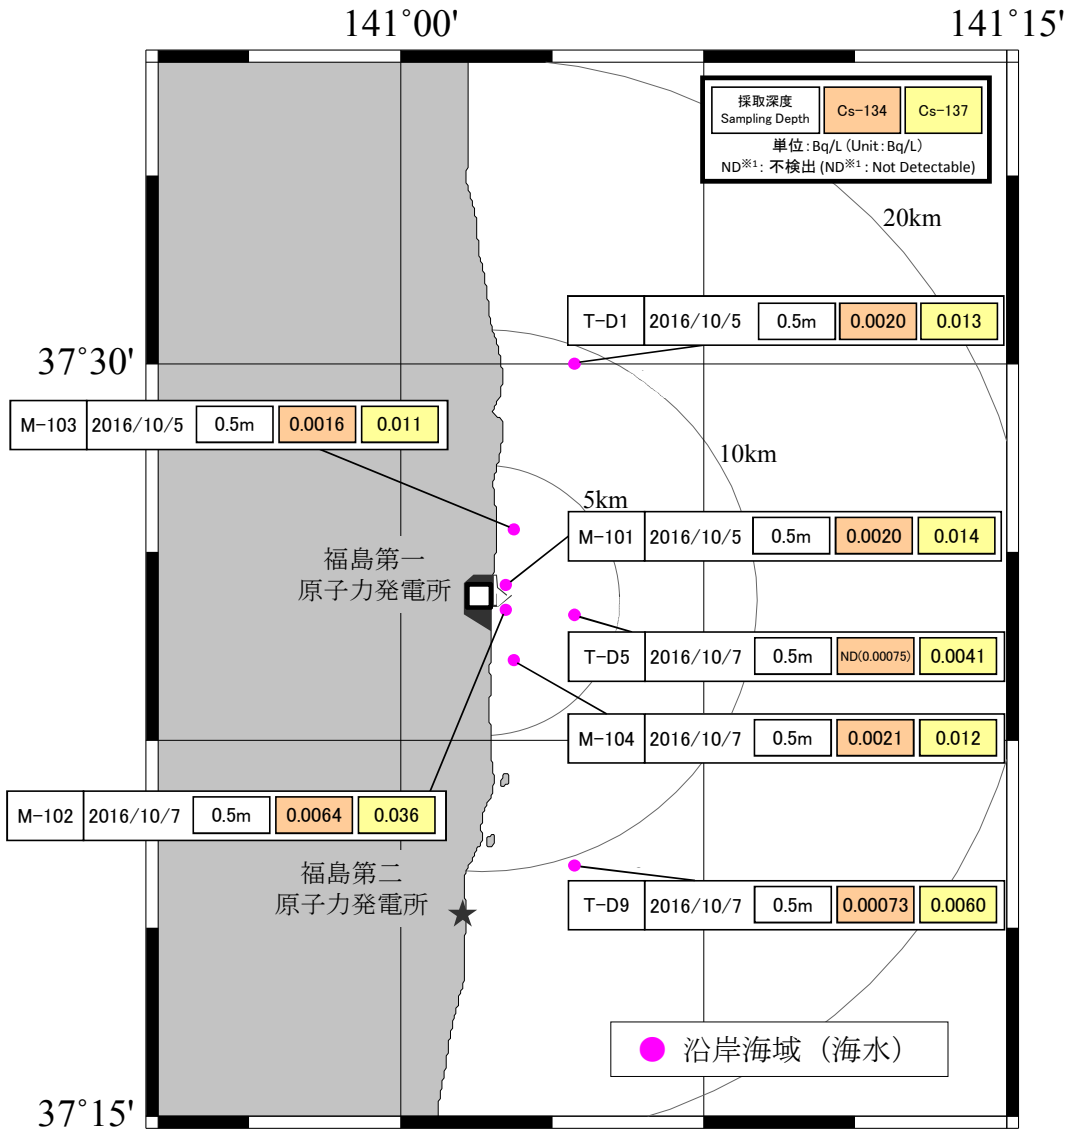 141°00' 141°15'
採取深度
Sampling Depth
Cs-134
Cs-137
単位:Bq/L (Unit:Bq/L)
ND※1: 不検出 (ND※1: Not Detectable)
20km
T-D1 2016/10/5 0.5m 0.0020 0.013
37°30'
M-103 2016/10/5 0.5m 0.0016 0.011
10km
5km
M-101 2016/10/5 0.5m 0.0020 0.014
福島第一
原子力発電所
T-D5 2016/10/7 0.5m ND(0.00075) 0.0041
M-104 2016/10/7 0.5m 0.0021 0.012
M-102 2016/10/7 0.5m 0.0064 0.036
福島第二
原子力発電所
T-D9 2016/10/7 0.5m 0.00073 0.0060
沿岸海域（海水）
37°15'